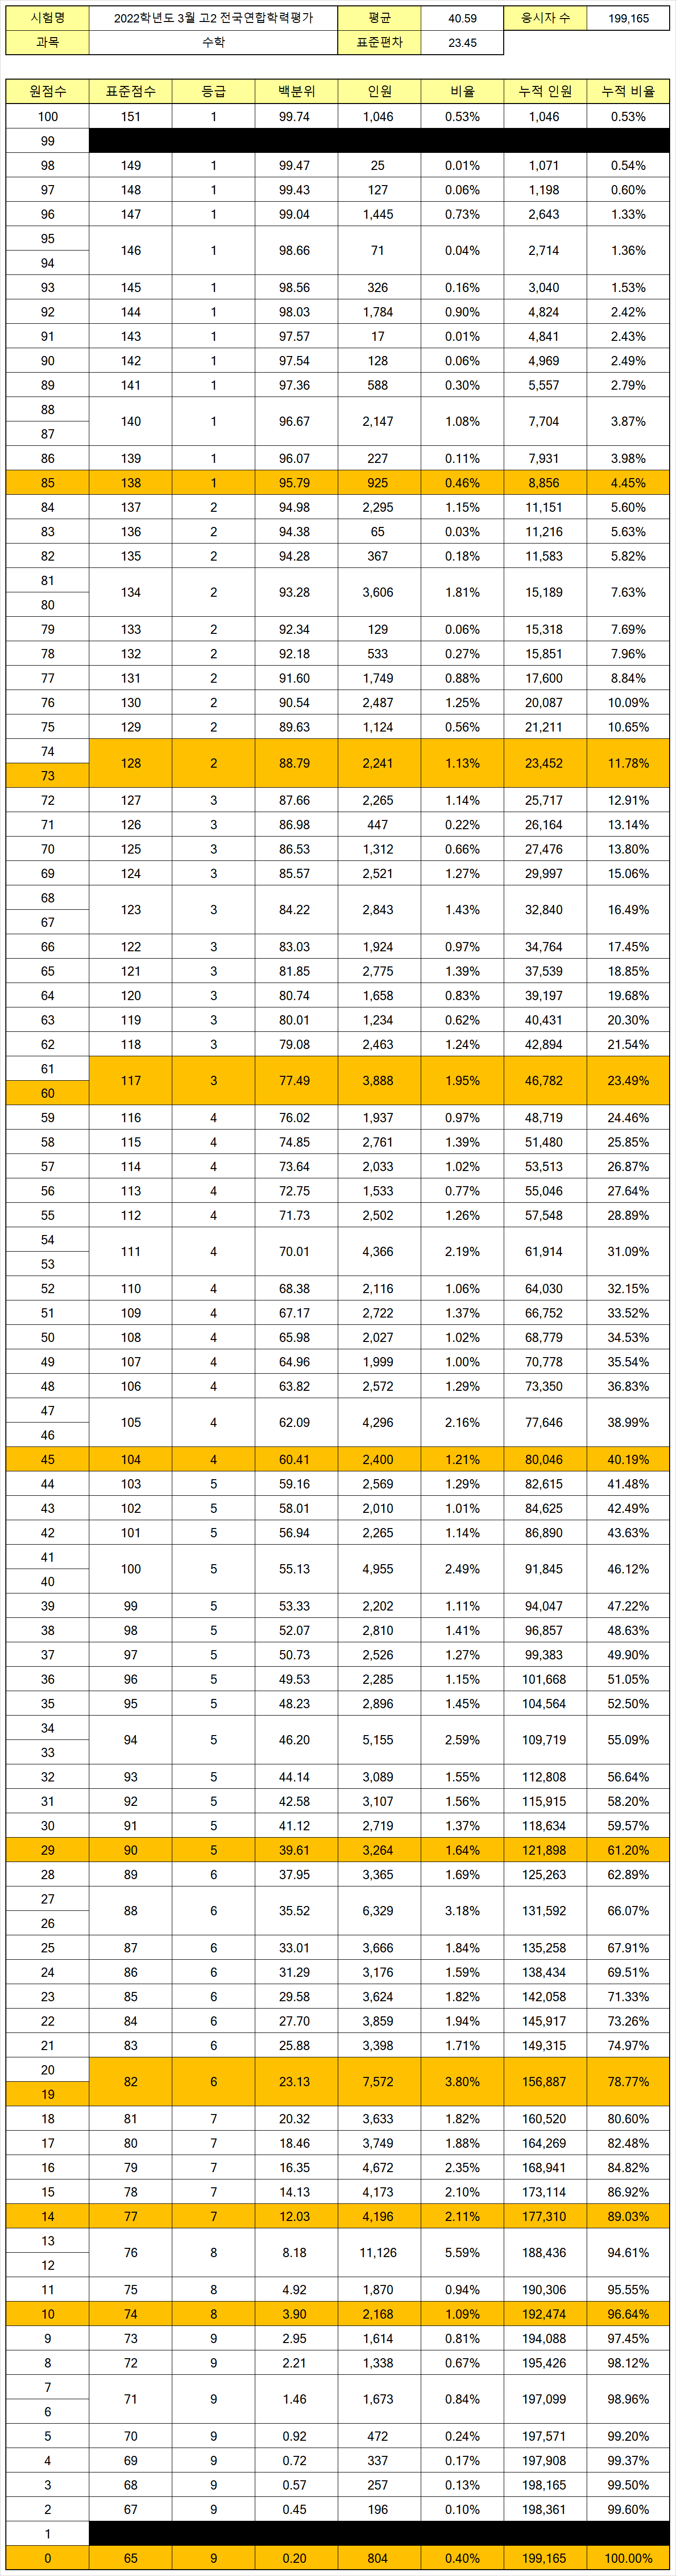 시험명 2022학년도 3월 고2 전국연합학력평가 평균 40.59 응시자 수 199,165
과목 수학 표준편차 23.45
원점수 표준점수 등급 백분위 인원 비율 누적 인원 누적 비율
100 151 1 99.74 1,046 0.53% 1,046 0.53%
99
98 149 1 99.47 25 0.01% 1,071 0.54%
97 148 1 99.43 127 0.06% 1,198 0.60%
96 147 1 99.04 1,445 0.73% 2,643 1.33%
95
146 1 98.66 71 0.04% 2,714 1.36%
94
93 145 1 98.56 326 0.16% 3,040 1.53%
92 144 1 98.03 1,784 0.90% 4,824 2.42%
91 143 1 97.57 17 0.01% 4,841 2.43%
90 142 1 97.54 128 0.06% 4,969 2.49%
89 141 1 97.36 588 0.30% 5,557 2.79%
88
140 1 96.67 2,147 1.08% 7,704 3.87%
87
86 139 1 96.07 227 0.11% 7,931 3.98%
85 138 1 95.79 925 0.46% 8,856 4.45%
84 137 2 94.98 2,295 1.15% 11,151 5.60%
83 136 2 94.38 65 0.03% 11,216 5.63%
82 135 2 94.28 367 0.18% 11,583 5.82%
81
134 2 93.28 3,606 1.81% 15,189 7.63%
80
79 133 2 92.34 129 0.06% 15,318 7.69%
78 132 2 92.18 533 0.27% 15,851 7.96%
77 131 2 91.60 1,749 0.88% 17,600 8.84%
76 130 2 90.54 2,487 1.25% 20,087 10.09%
75 129 2 89.63 1,124 0.56% 21,211 10.65%
74
128 2 88.79 2,241 1.13% 23,452 11.78%
73
72 127 3 87.66 2,265 1.14% 25,717 12.91%
71 126 3 86.98 447 0.22% 26,164 13.14%
70 125 3 86.53 1,312 0.66% 27,476 13.80%
69 124 3 85.57 2,521 1.27% 29,997 15.06%
68
123 3 84.22 2,843 1.43% 32,840 16.49%
67
66 122 3 83.03 1,924 0.97% 34,764 17.45%
65 121 3 81.85 2,775 1.39% 37,539 18.85%
64 120 3 80.74 1,658 0.83% 39,197 19.68%
63 119 3 80.01 1,234 0.62% 40,431 20.30%
62 118 3 79.08 2,463 1.24% 42,894 21.54%
61
117 3 77.49 3,888 1.95% 46,782 23.49%
60
59 116 4 76.02 1,937 0.97% 48,719 24.46%
58 115 4 74.85 2,761 1.39% 51,480 25.85%
57 114 4 73.64 2,033 1.02% 53,513 26.87%
56 113 4 72.75 1,533 0.77% 55,046 27.64%
55 112 4 71.73 2,502 1.26% 57,548 28.89%
54
111 4 70.01 4,366 2.19% 61,914 31.09%
53
52 110 4 68.38 2,116 1.06% 64,030 32.15%
51 109 4 67.17 2,722 1.37% 66,752 33.52%
50 108 4 65.98 2,027 1.02% 68,779 34.53%
49 107 4 64.96 1,999 1.00% 70,778 35.54%
48 106 4 63.82 2,572 1.29% 73,350 36.83%
47
105 4 62.09 4,296 2.16% 77,646 38.99%
46
45 104 4 60.41 2,400 1.21% 80,046 40.19%
44 103 5 59.16 2,569 1.29% 82,615 41.48%
43 102 5 58.01 2,010 1.01% 84,625 42.49%
42 101 5 56.94 2,265 1.14% 86,890 43.63%
41
100 5 55.13 4,955 2.49% 91,845 46.12%
40
39 99 5 53.33 2,202 1.11% 94,047 47.22%
38 98 5 52.07 2,810 1.41% 96,857 48.63%
37 97 5 50.73 2,526 1.27% 99,383 49.90%
36 96 5 49.53 2,285 1.15% 101,668 51.05%
35 95 5 48.23 2,896 1.45% 104,564 52.50%
34
94 5 46.20 5,155 2.59% 109,719 55.09%
33
32 93 5 44.14 3,089 1.55% 112,808 56.64%
31 92 5 42.58 3,107 1.56% 115,915 58.20%
30 91 5 41.12 2,719 1.37% 118,634 59.57%
29 90 5 39.61 3,264 1.64% 121,898 61.20%
28 89 6 37.95 3,365 1.69% 125,263 62.89%
27
88 6 35.52 6,329 3.18% 131,592 66.07%
26
25 87 6 33.01 3,666 1.84% 135,258 67.91%
24 86 6 31.29 3,176 1.59% 138,434 69.51%
23 85 6 29.58 3,624 1.82% 142,058 71.33%
22 84 6 27.70 3,859 1.94% 145,917 73.26%
21 83 6 25.88 3,398 1.71% 149,315 74.97%
20
82 6 23.13 7,572 3.80% 156,887 78.77%
19
18 81 7 20.32 3,633 1.82% 160,520 80.60%
17 80 7 18.46 3,749 1.88% 164,269 82.48%
16 79 7 16.35 4,672 2.35% 168,941 84.82%
15 78 7 14.13 4,173 2.10% 173,114 86.92%
14 77 7 12.03 4,196 2.11% 177,310 89.03%
13
76 8 8.18 11,126 5.59% 188,436 94.61%
12
11 75 8 4.92 1,870 0.94% 190,306 95.55%
10 74 8 3.90 2,168 1.09% 192,474 96.64%
9 73 9 2.95 1,614 0.81% 194,088 97.45%
8 72 9 2.21 1,338 0.67% 195,426 98.12%
7
71 9 1.46 1,673 0.84% 197,099 98.96%
6
5 70 9 0.92 472 0.24% 197,571 99.20%
4 69 9 0.72 337 0.17% 197,908 99.37%
3 68 9 0.57 257 0.13% 198,165 99.50%
2 67 9 0.45 196 0.10% 198,361 99.60%
1
0 65 9 0.20 804 0.40% 199,165 100.00%